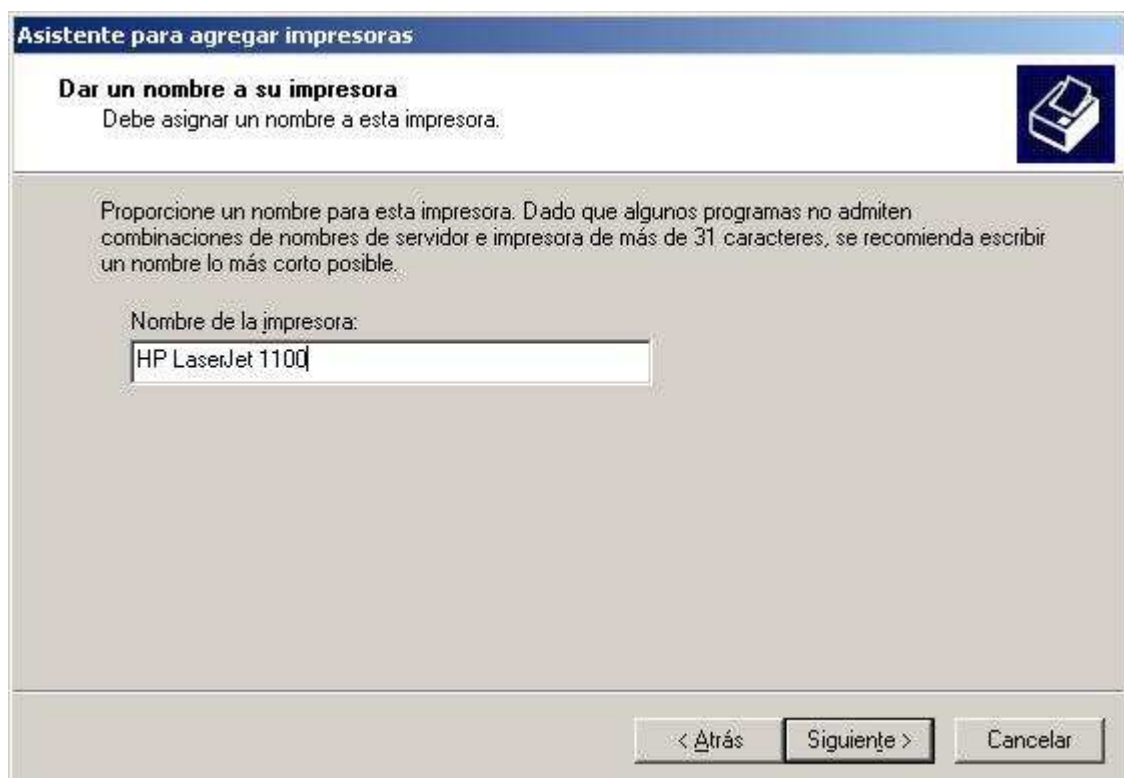 Asistente para agregar impresoras
Dar un nombre a su impresora
Debe asignar un nombre a esta impresora.
Proporcione un nombre para esta impresora. Dado que algunos programas no admiten
combinaciones de nombres de servidor e impresora de más de 31 caracteres, se recomienda escribir
un nombre lo más corto posible.
Nombre de la impresora:
HP LaserJet 1100
< Atrás Siguiente > Cancelar